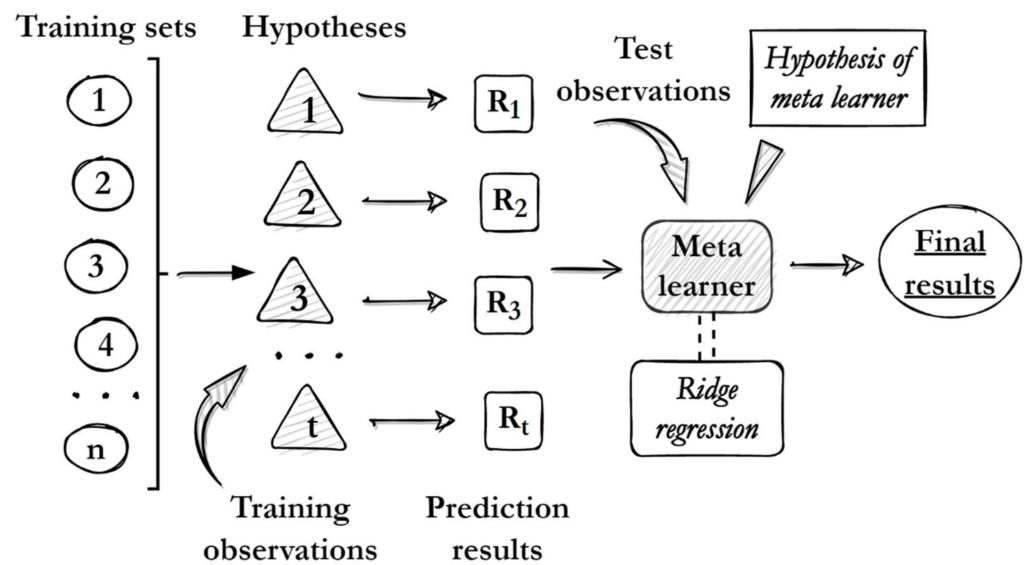 Training sets
Hypotheses
1
2
3
4
. . .
n
1
2
3
. . .
t
R₁
R₂
R₃
Rₜ
Training
observations
Prediction
results
Test
observations
Hypothesis of
meta learner
Meta
learner
Ridge
regression
Final
results